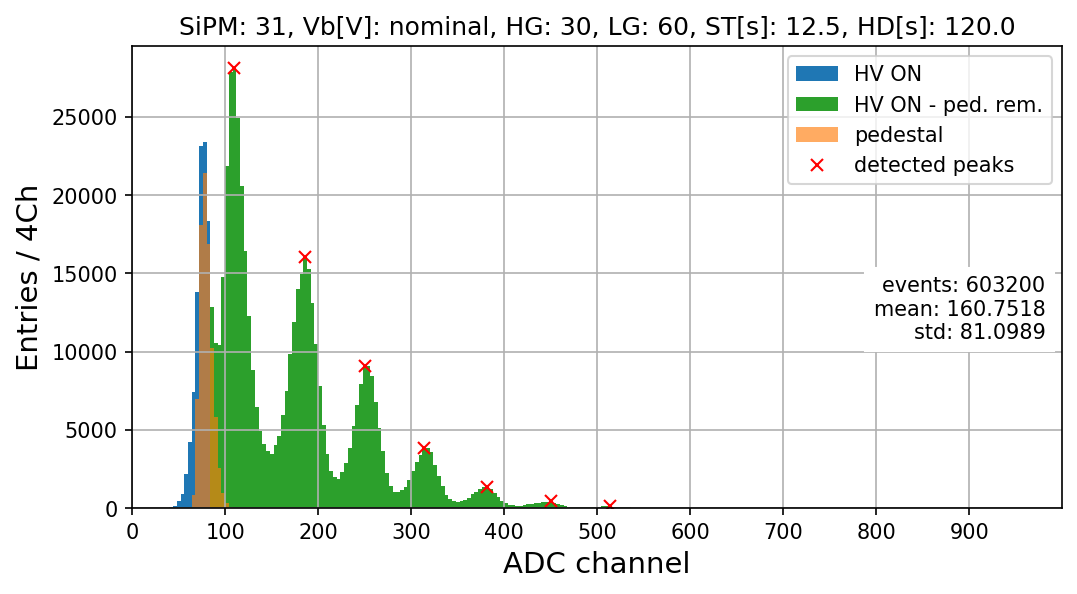 SiPM: 31, Vb[V]: nominal, HG: 30, LG: 60, ST[s]: 12.5, HD[s]: 120.0
Entries / 4Ch
25000
20000
15000
10000
5000
0
HV ON
HV ON - ped. rem.
pedestal
detected peaks
events: 603200
mean: 160.7518
std: 81.0989
0 100 200 300 400 500 600 700 800 900
ADC channel